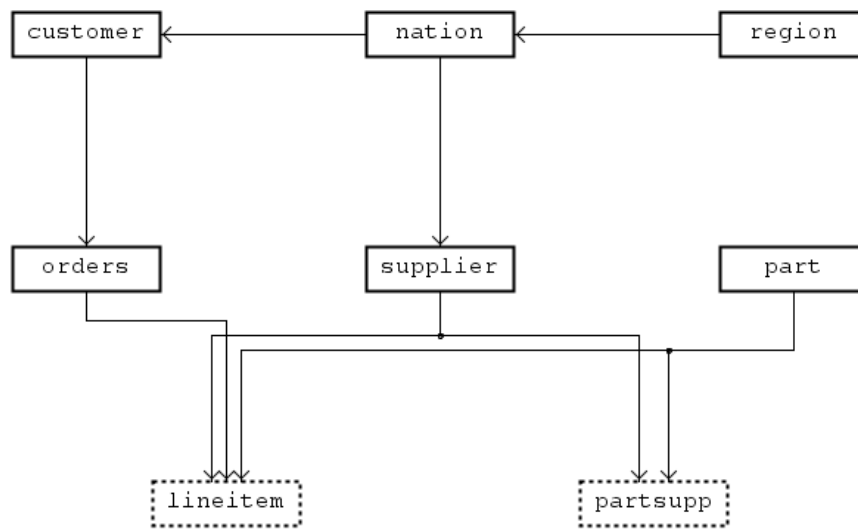 customer
nation
region
orders
supplier
part
lineitem
partsupp